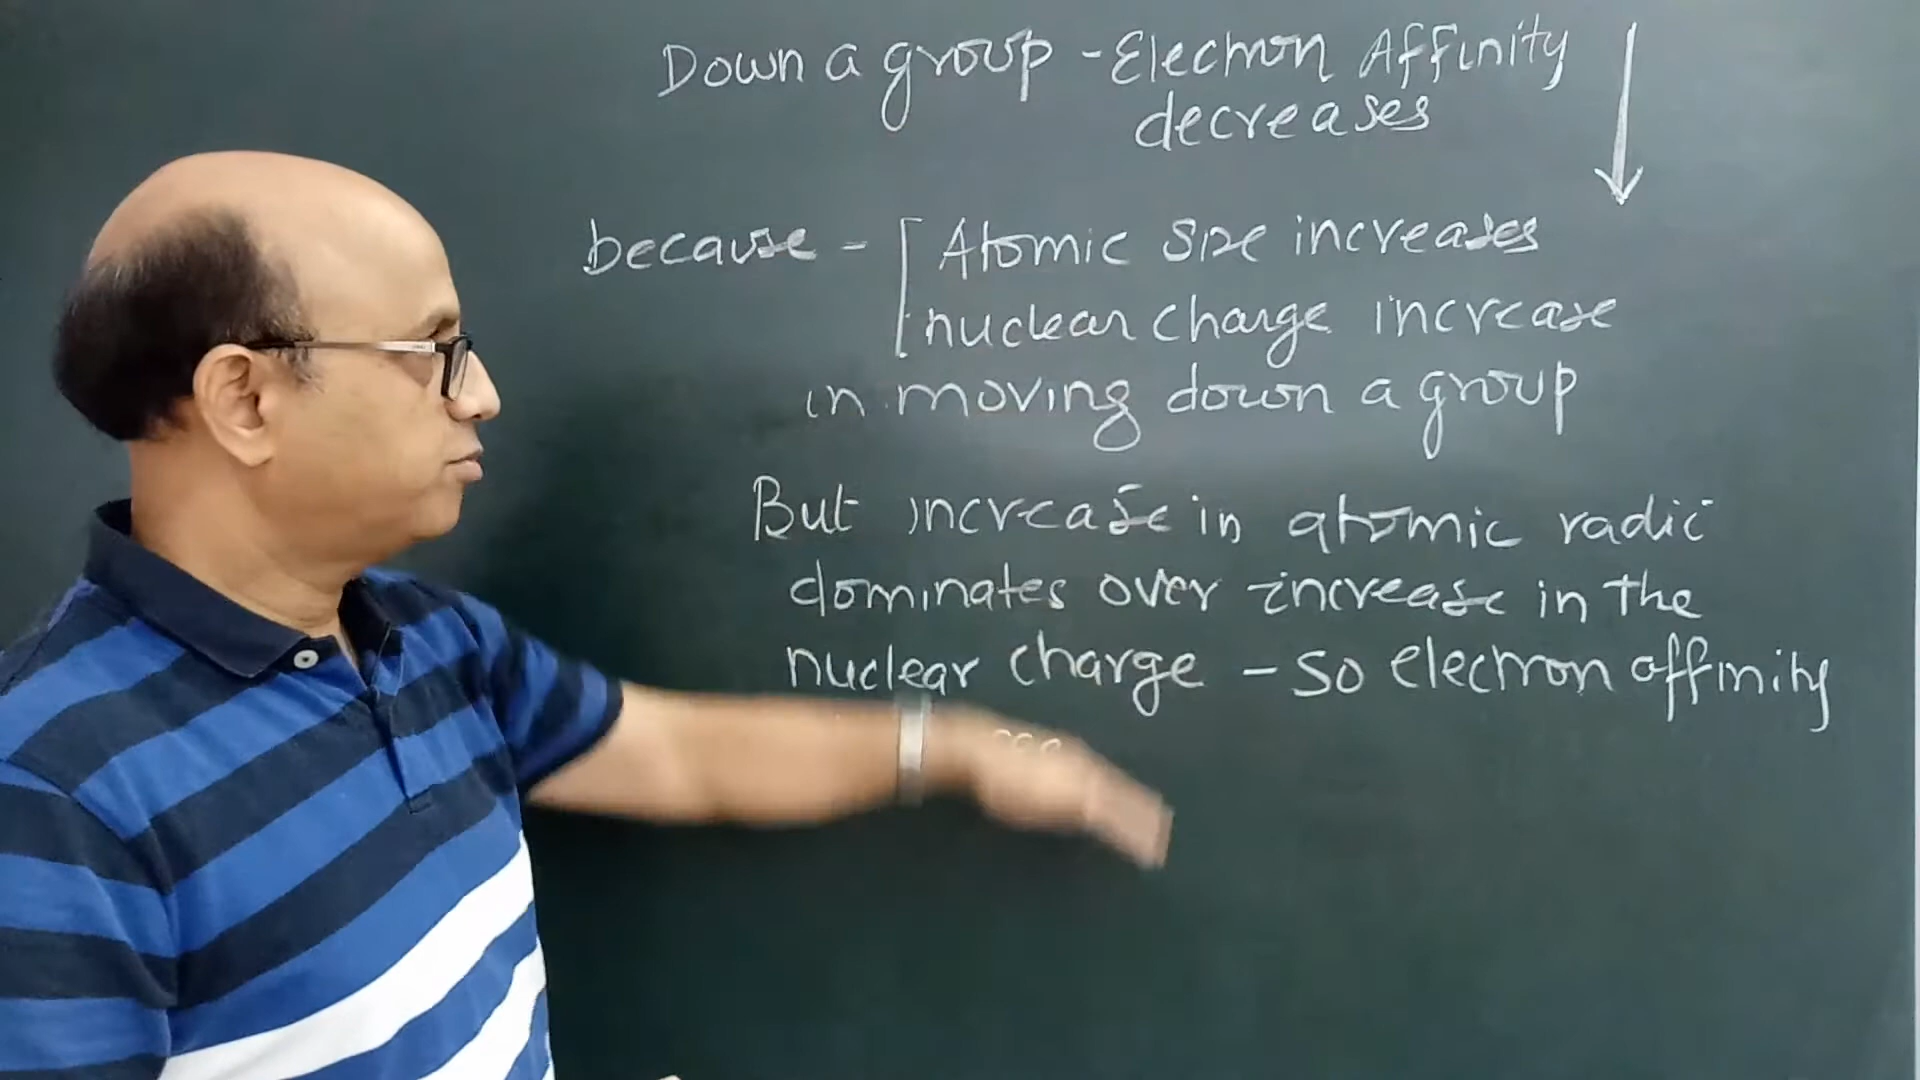 Down a group - Electron Affinity
decreases
because - Atomic size increases
nuclear charge increase
in moving down a group
But increase in atomic radii
dominates over increase in the
nuclear charge - so electron affinity